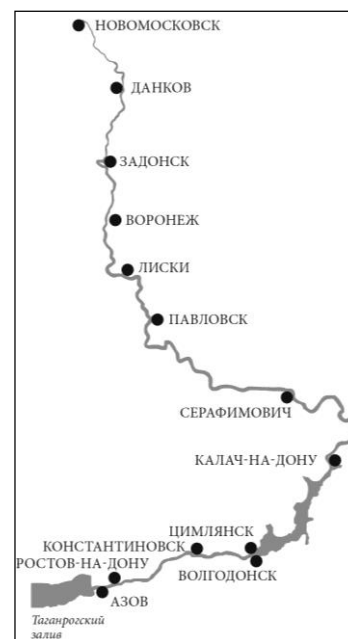 НОВОМОСКОВСК
ДАНКОВ
ЗАДОНСК
ВОРОНЕЖ
ЛИСКИ
ПАВЛОВСК
СЕРАФИМОВИЧ
КАЛАЧ-НА-ДОНУ
ЦИМЛЯНСК
КОНСТАНТИНОВСК
РОСТОВ-НА-ДОНУ
ВОЛГОДОНСК
АЗОВ
Таганрогский
залив